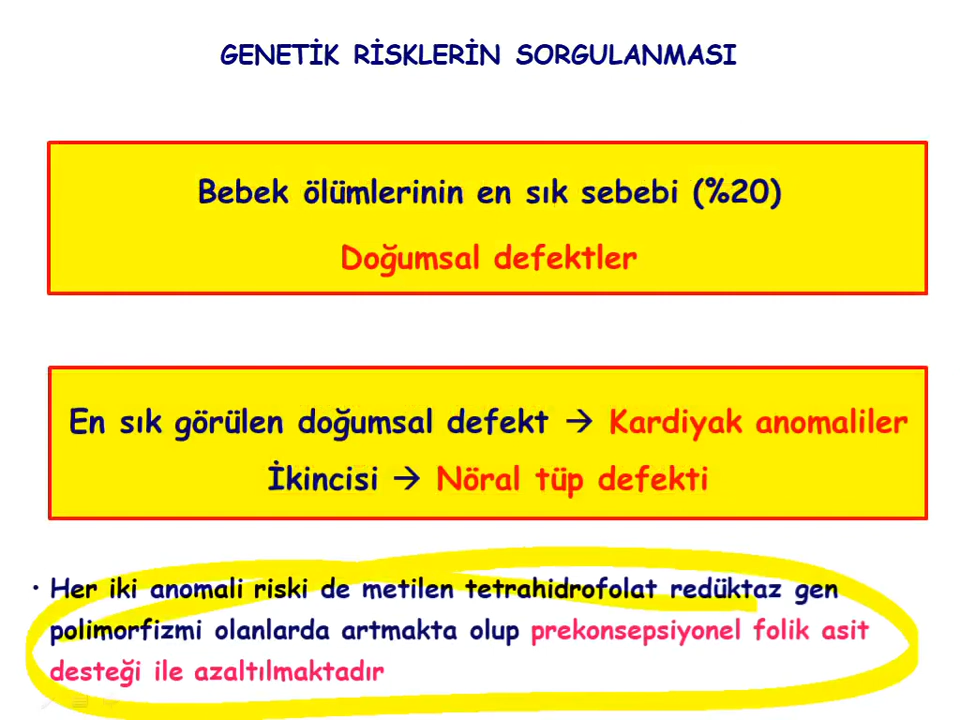 GENETİK RİSKLERİN SORGULANMASI
Bebek ölümlerinin en sık sebebi (%20)
Doğumsal defektler
En sık görülen doğumsal defekt → Kardiyak anomaliler
İkincisi → Nöral tüp defekti
• Her iki anomali riski de metilen tetrahidrofolat redüktaz gen
polimorfizmi olanlarda artmakta olup prekonsepsiyonel folik asit
desteği ile azaltılmaktadır